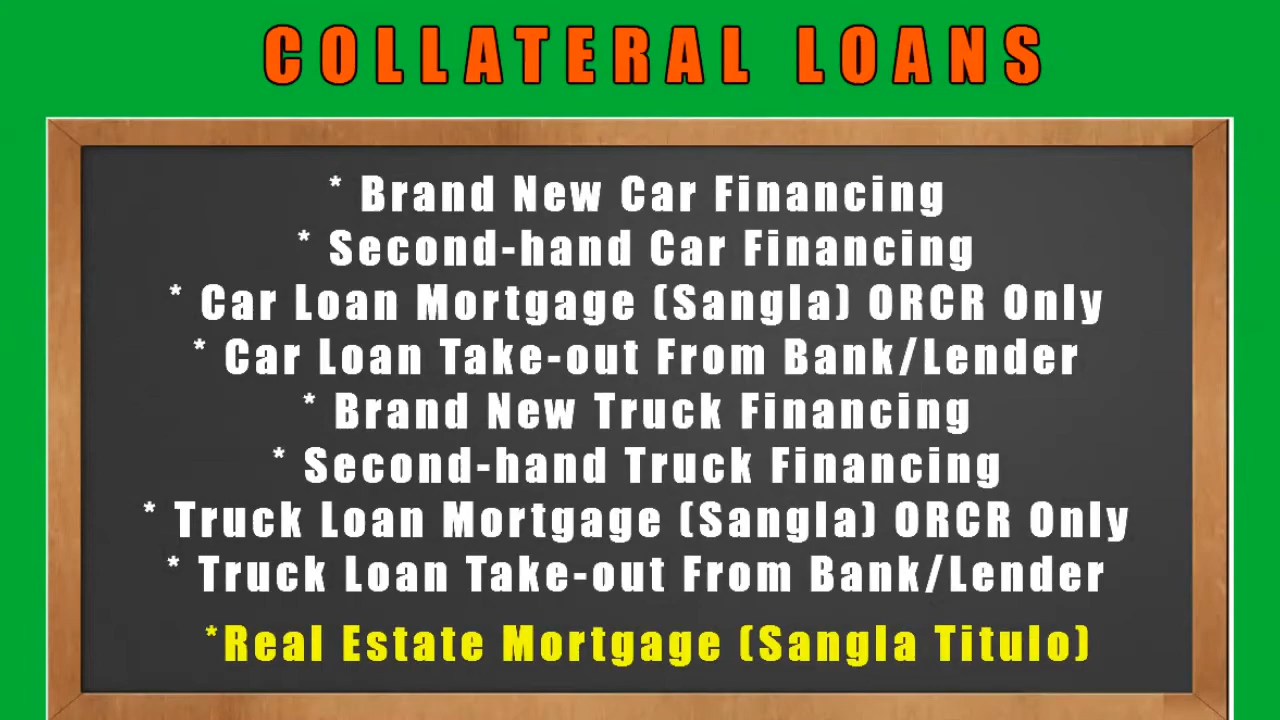 COLLATERAL LOANS
* Brand New Car Financing
* Second-hand Car Financing
* Car Loan Mortgage (Sangla) ORCR Only
* Car Loan Take-out From Bank/Lender
* Brand New Truck Financing
* Second-hand Truck Financing
* Truck Loan Mortgage (Sangla) ORCR Only
* Truck Loan Take-out From Bank/Lender
*Real Estate Mortgage (Sangla Titulo)